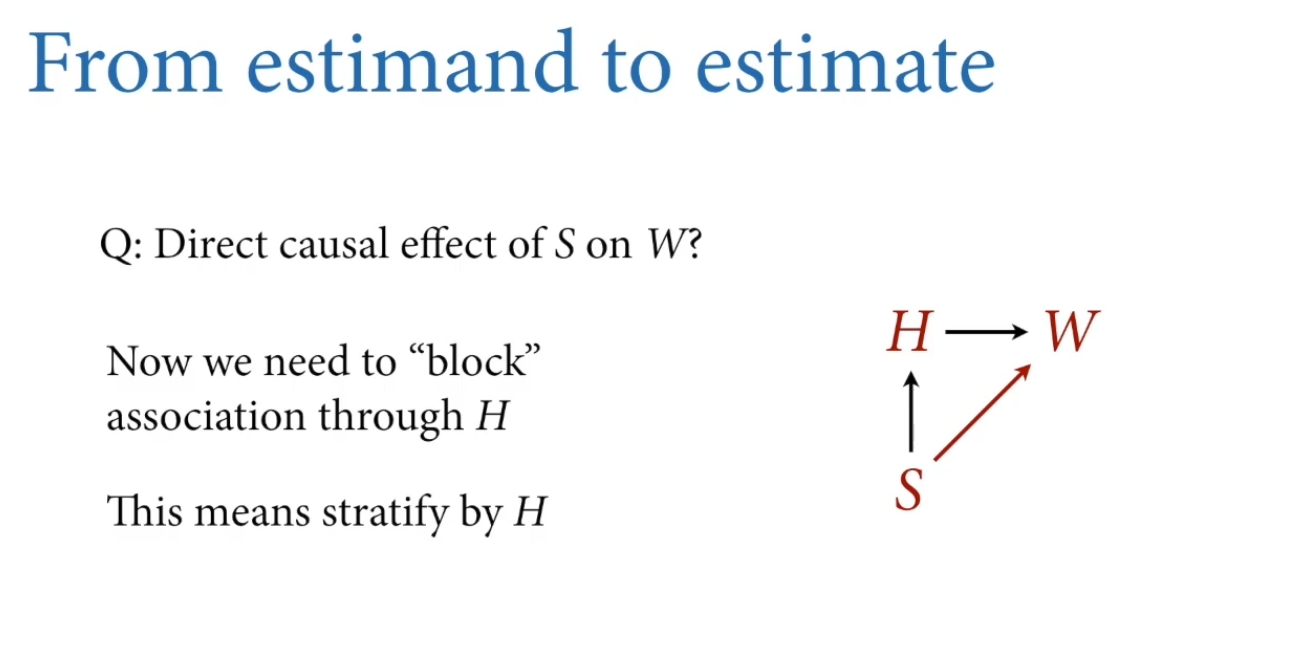 From estimand to estimate
Q: Direct causal effect of S on W?
Now we need to “block”
association through H
This means stratify by H
H W
S